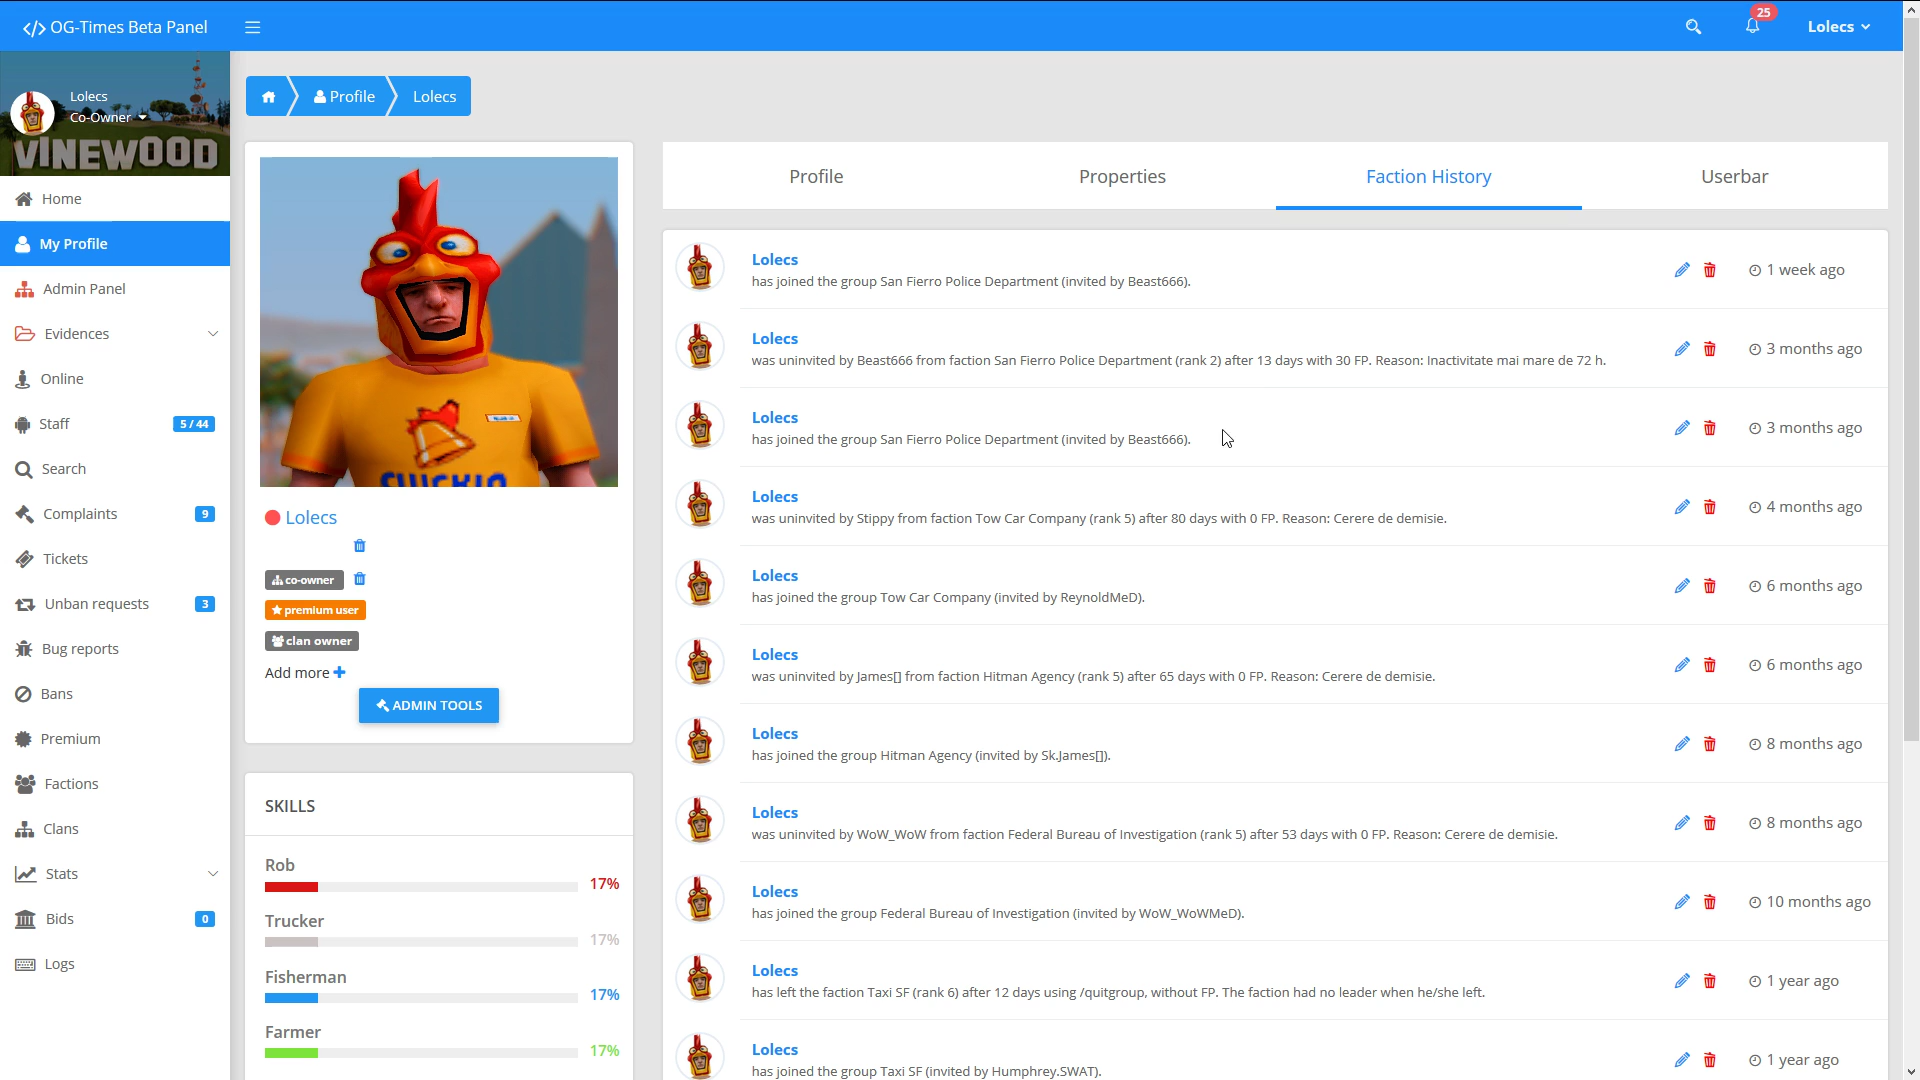 </> OG-Times Beta Panel
25
Lolecs
Lolecs
Co-Owner
VINEWOOD
Home
My Profile
Admin Panel
Evidences
Online
Staff
5 / 44
Search
Complaints
9
Tickets
Unban requests
3
Bug reports
Bans
Premium
Factions
Clans
Stats
Bids
0
Logs
Profile
Lolecs
Lolecs
co-owner
premium user
clan owner
Add more
ADMIN TOOLS
SKILLS
Rob
17%
Trucker
17%
Fisherman
17%
Farmer
17%
Profile
Properties
Faction History
Userbar
Lolecs
has joined the group San Fierro Police Department (invited by Beast666).
1 week ago
Lolecs
was uninvited by Beast666 from faction San Fierro Police Department (rank 2) after 13 days with 30 FP. Reason: Inactivitate mai mare de 72 h.
3 months ago
Lolecs
has joined the group San Fierro Police Department (invited by Beast666).
3 months ago
Lolecs
was uninvited by Stippy from faction Tow Car Company (rank 5) after 80 days with 0 FP. Reason: Cerere de demisie.
4 months ago
Lolecs
has joined the group Tow Car Company (invited by ReynoldMeD).
6 months ago
Lolecs
was uninvited by James[] from faction Hitman Agency (rank 5) after 65 days with 0 FP. Reason: Cerere de demisie.
6 months ago
Lolecs
has joined the group Hitman Agency (invited by Sk.James[]).
8 months ago
Lolecs
was uninvited by WoW_WoW from faction Federal Bureau of Investigation (rank 5) after 53 days with 0 FP. Reason: Cerere de demisie.
8 months ago
Lolecs
has joined the group Federal Bureau of Investigation (invited by WoW_WoWMeD).
10 months ago
Lolecs
has left the faction Taxi SF (rank 6) after 12 days using /quitgroup, without FP. The faction had no leader when he/she left.
1 year ago
Lolecs
has joined the group Taxi SF (invited by Humphrey.SWAT).
1 year ago